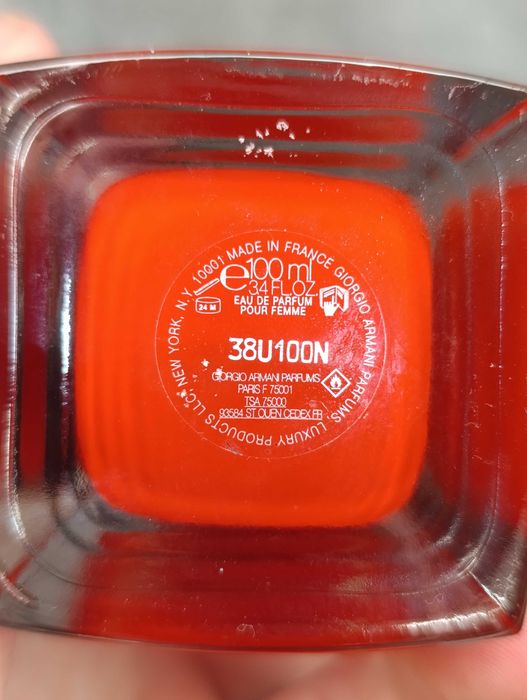 MADE IN FRANCE GIORGIO ARMANI PARFUMS, LUXURY PRODUCTS LLC, NEW YORK, N.Y. 10001
e100 ml
3.4 FL.OZ
EAU DE PARFUM
POUR FEMME
24 M
38U100N
GIORGIO ARMANI PARFUMS
PARIS F 75001
TSA 75000
93584 ST OUEN CEDEX FR